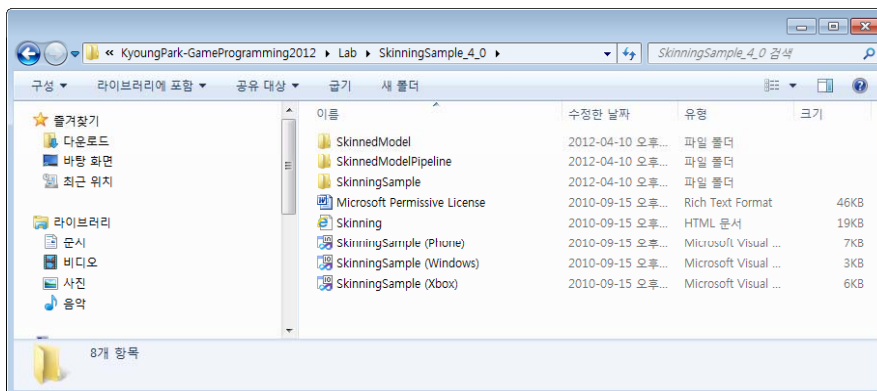 « KyoungPark-GameProgramming2012 ▸ Lab ▸ SkinningSample_4_0 ▸ SkinningSample_4_0 검색
구성 ▼ 라이브러리에 포함 ▼ 공유 대상 ▼ 굽기 새 폴더
이름 수정한 날짜 유형 크기
즐겨찾기
다운로드
바탕 화면
최근 위치
라이브러리
문서
비디오
사진
음악
SkinnedModel 2012-04-10 오후... 파일 폴더
SkinnedModelPipeline 2012-04-10 오후... 파일 폴더
SkinningSample 2012-04-10 오후... 파일 폴더
Microsoft Permissive License 2010-09-15 오후... Rich Text Format 46KB
Skinning 2010-09-15 오후... HTML 문서 19KB
SkinningSample (Phone) 2010-09-15 오후... Microsoft Visual ... 7KB
SkinningSample (Windows) 2010-09-15 오후... Microsoft Visual ... 3KB
SkinningSample (Xbox) 2010-09-15 오후... Microsoft Visual ... 6KB
8개 항목